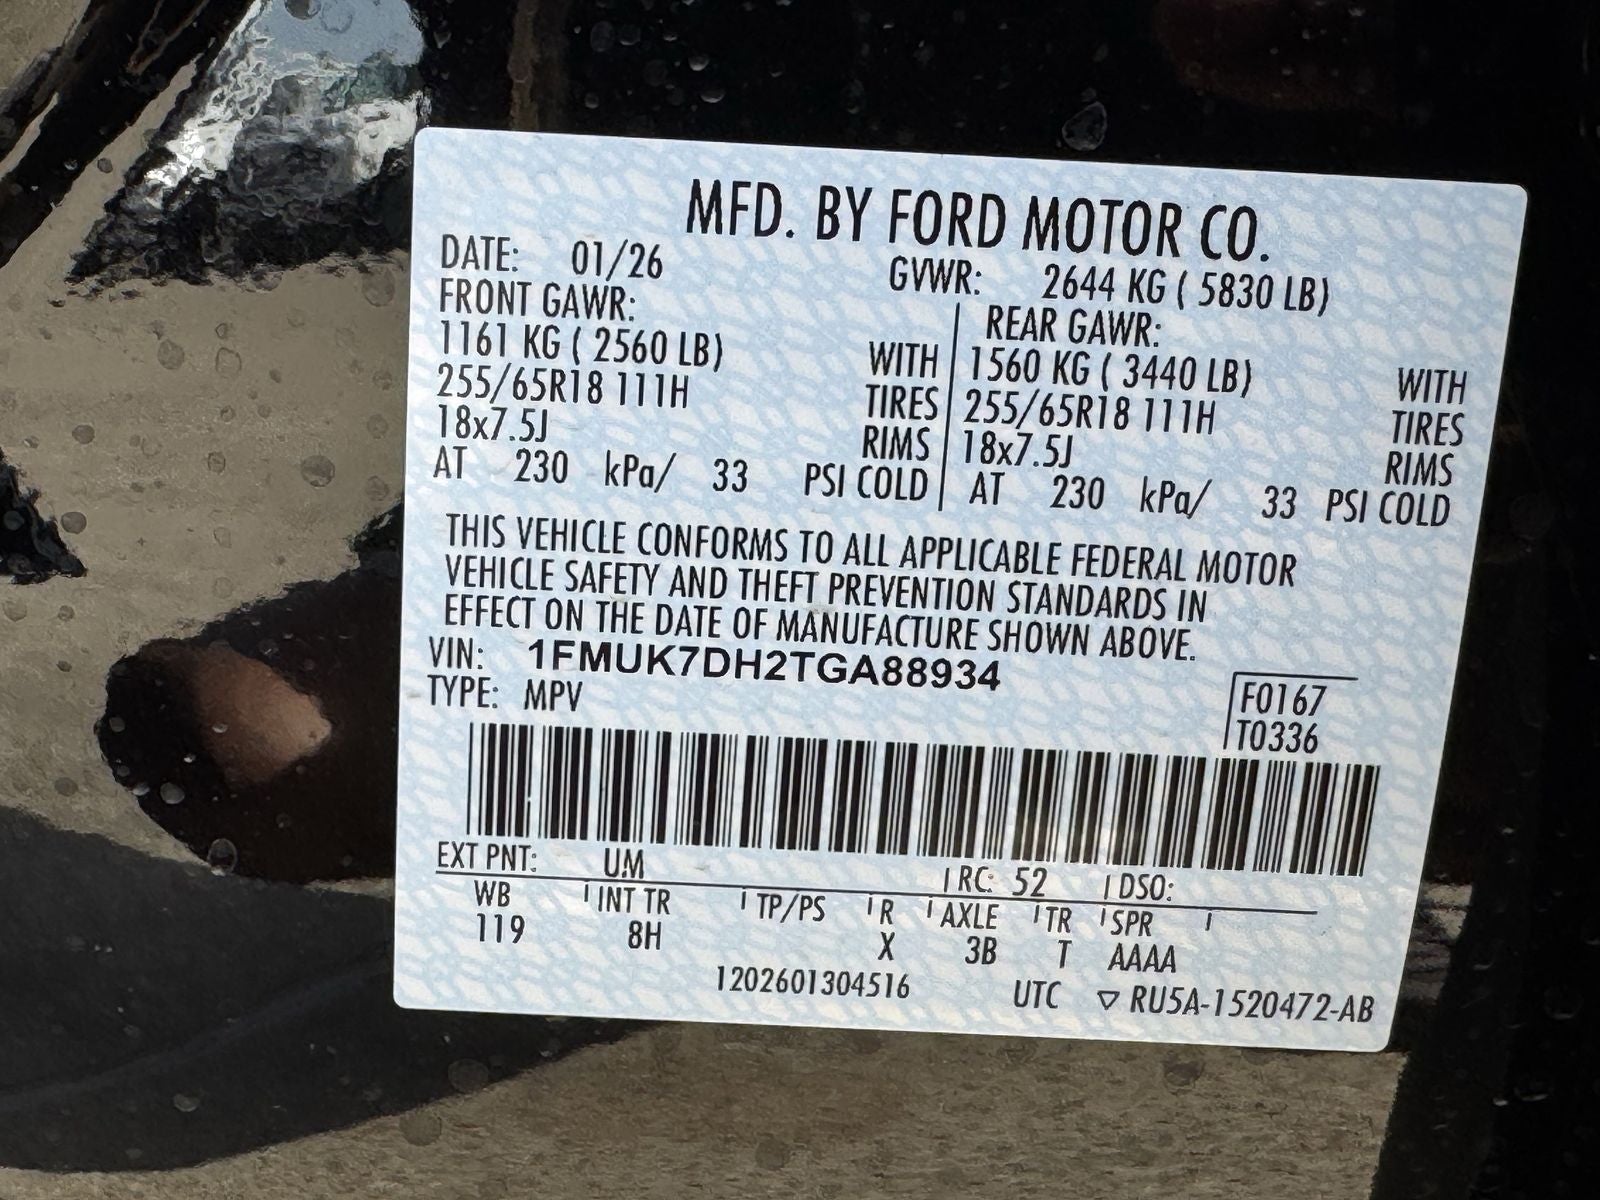 MFD. BY FORD MOTOR CO.
DATE: 01/26 GVWR: 2644 KG ( 5830 LB)
FRONT GAWR: REAR GAWR:
1161 KG ( 2560 LB) WITH 1560 KG ( 3440 LB) WITH
255/65R18 111H TIRES 255/65R18 111H TIRES
18x7.5J RIMS 18x7.5J RIMS
AT 230 kPa/ 33 PSI COLD AT 230 kPa/ 33 PSI COLD
THIS VEHICLE CONFORMS TO ALL APPLICABLE FEDERAL MOTOR
VEHICLE SAFETY AND THEFT PREVENTION STANDARDS IN
EFFECT ON THE DATE OF MANUFACTURE SHOWN ABOVE.
VIN: 1FMUK7DH2TGA88934
TYPE: MPV
F0167
T0336
EXT PNT: UM RC: 52 DSO:
WB INT TR TP/PS R AXLE TR SPR
119 8H X 3B T AAAA
1202601304516 UTC ▽ RU5A-1520472-AB